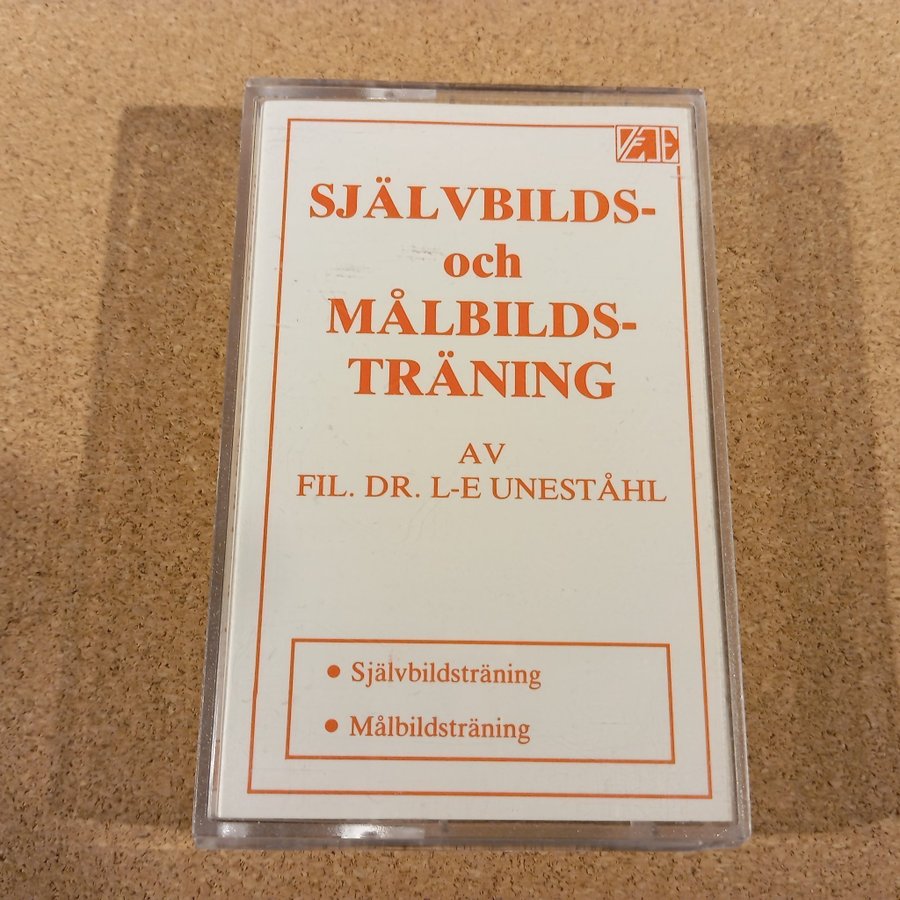 SJÄLVBILDS-
och
MÅLBILDS-
TRÄNING
AV
FIL. DR. L-E UNESTÅHL
• Självbildsträning
• Målbildsträning